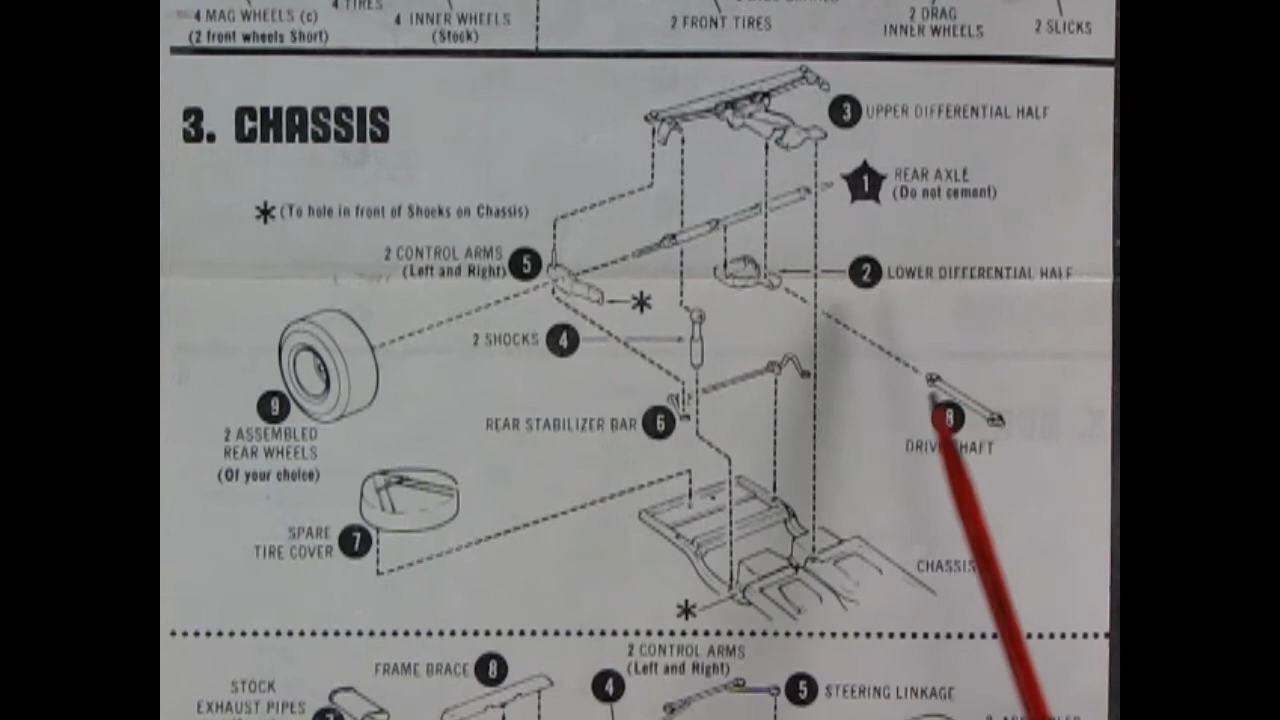 4 MAG WHEELS (c)
(2 front wheels Short)
4 TIRES
4 INNER WHEELS
(Stock)
2 FRONT TIRES
2 DRAG
INNER WHEELS
2 SLICKS
3. CHASSIS
3 UPPER DIFFERENTIAL HALF
1 REAR AXLE
(Do not cement)
* (To hole in front of Shocks on Chassis)
2 CONTROL ARMS 5
(Left and Right)
2 LOWER DIFFERENTIAL HALF
*
2 SHOCKS 4
9
2 ASSEMBLED
REAR WHEELS
(Of your choice)
REAR STABILIZER BAR 6
8
DRIVE SHAFT
SPARE
TIRE COVER 7
CHASSIS
*
2 CONTROL ARMS
(Left and Right)
4
FRAME BRACE 8
5 STEERING LINKAGE
STOCK
EXHAUST PIPES